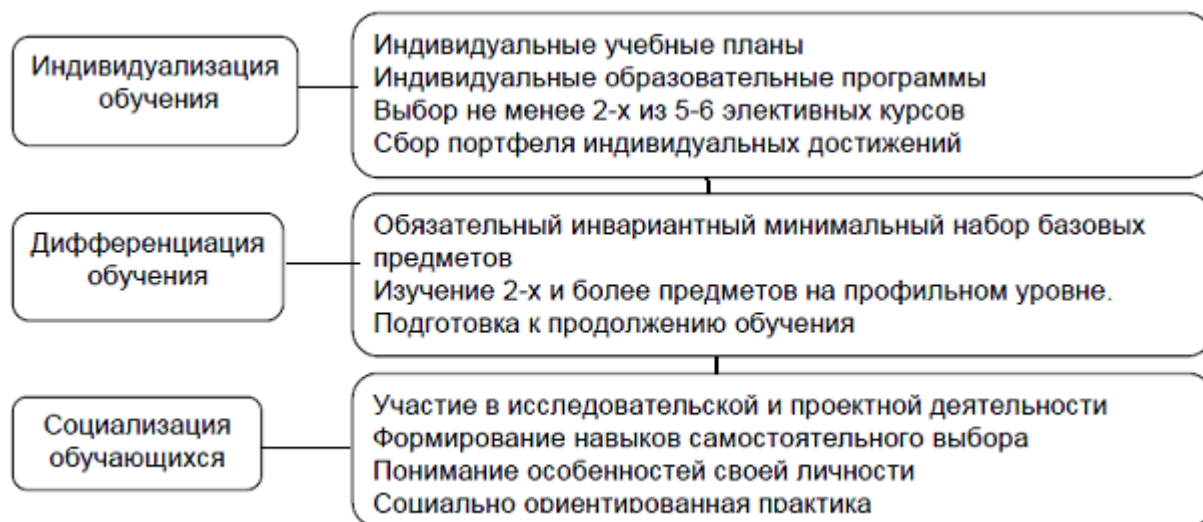 Индивидуализация
обучения
Индивидуальные учебные планы
Индивидуальные образовательные программы
Выбор не менее 2-х из 5-6 элективных курсов
Сбор портфеля индивидуальных достижений
Дифференциация
обучения
Обязательный инвариантный минимальный набор базовых
предметов
Изучение 2-х и более предметов на профильном уровне.
Подготовка к продолжению обучения
Социализация
обучающихся
Участие в исследовательской и проектной деятельности
Формирование навыков самостоятельного выбора
Понимание особенностей своей личности
Социально ориентированная практика